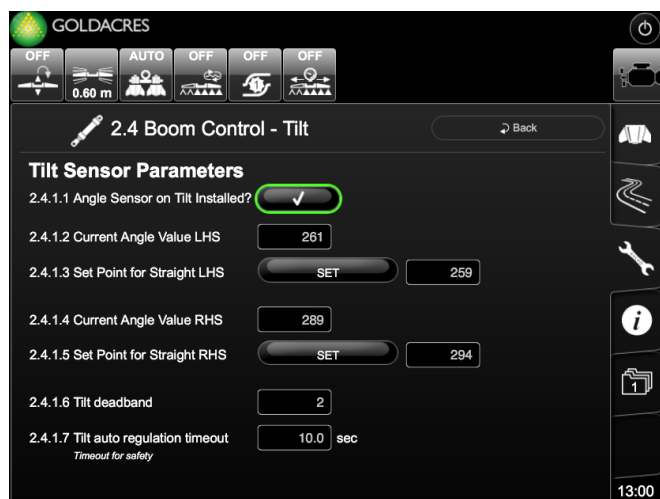 GOLDACRES
OFF AUTO OFF OFF OFF
0.60 m
2.4 Boom Control - Tilt
Back
Tilt Sensor Parameters
2.4.1.1 Angle Sensor on Tilt Installed?
2.4.1.2 Current Angle Value LHS 261
2.4.1.3 Set Point for Straight LHS SET 259
2.4.1.4 Current Angle Value RHS 289
2.4.1.5 Set Point for Straight RHS SET 294
2.4.1.6 Tilt deadband 2
2.4.1.7 Tilt auto regulation timeout 10.0 sec
Timeout for safety
i
1
13:00